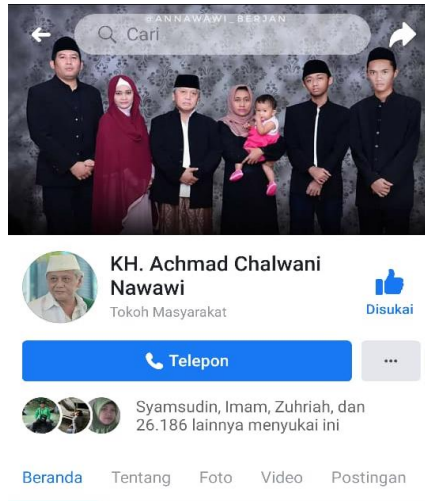 @ANNAWAWI_BERJAN
Cari
KH. Achmad Chalwani
Nawawi
Tokoh Masyarakat
Disukai
Telepon
Syamsudin, Imam, Zuhriah, dan
26.186 lainnya menyukai ini
Beranda Tentang Foto Video Postingan